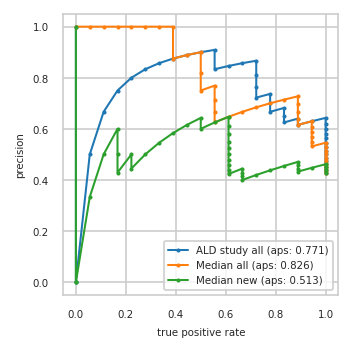 1.0
0.8
0.6
0.4
0.2
0.0
precision
0.0 0.2 0.4 0.6 0.8 1.0
true positive rate
ALD study all (aps: 0.771)
Median all (aps: 0.826)
Median new (aps: 0.513)